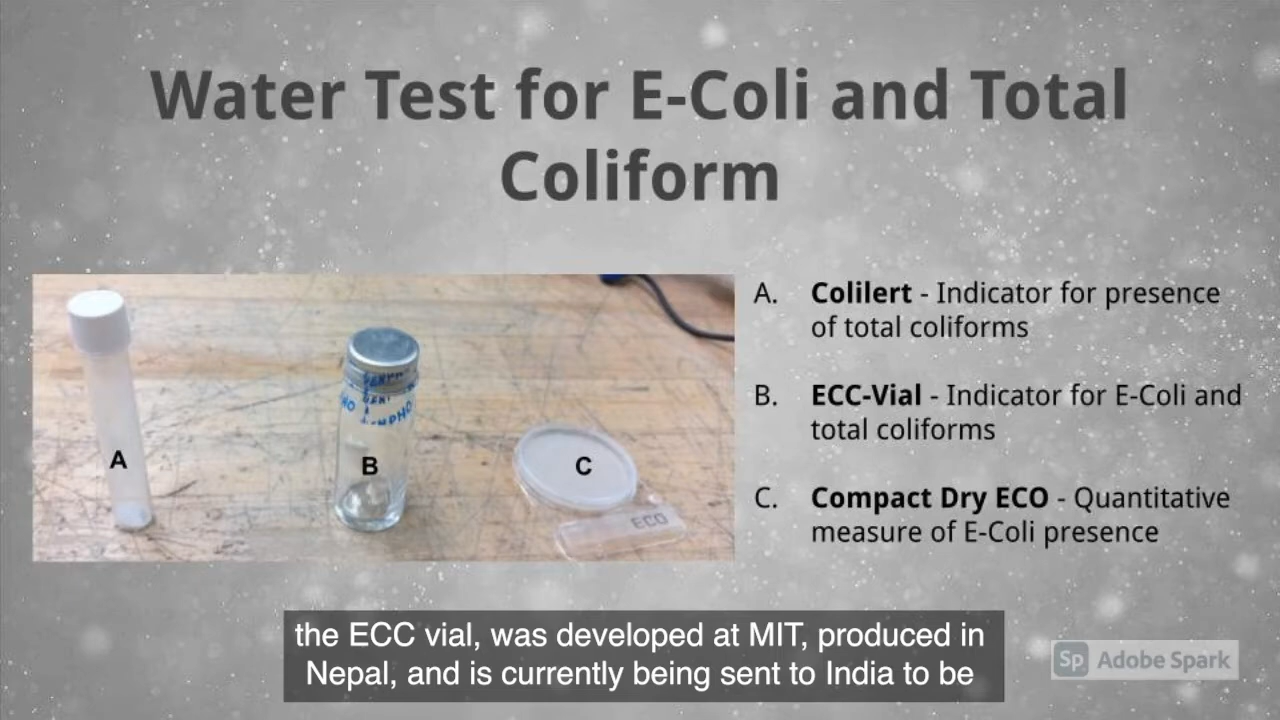 Water Test for E-Coli and Total
Coliform
A. Colilert - Indicator for presence
of total coliforms
B. ECC-Vial - Indicator for E-Coli and
total coliforms
C. Compact Dry ECO - Quantitative
measure of E-Coli presence
A
B
C
ECO
the ECC vial, was developed at MIT, produced in
Nepal, and is currently being sent to India to be
Sp Adobe Spark